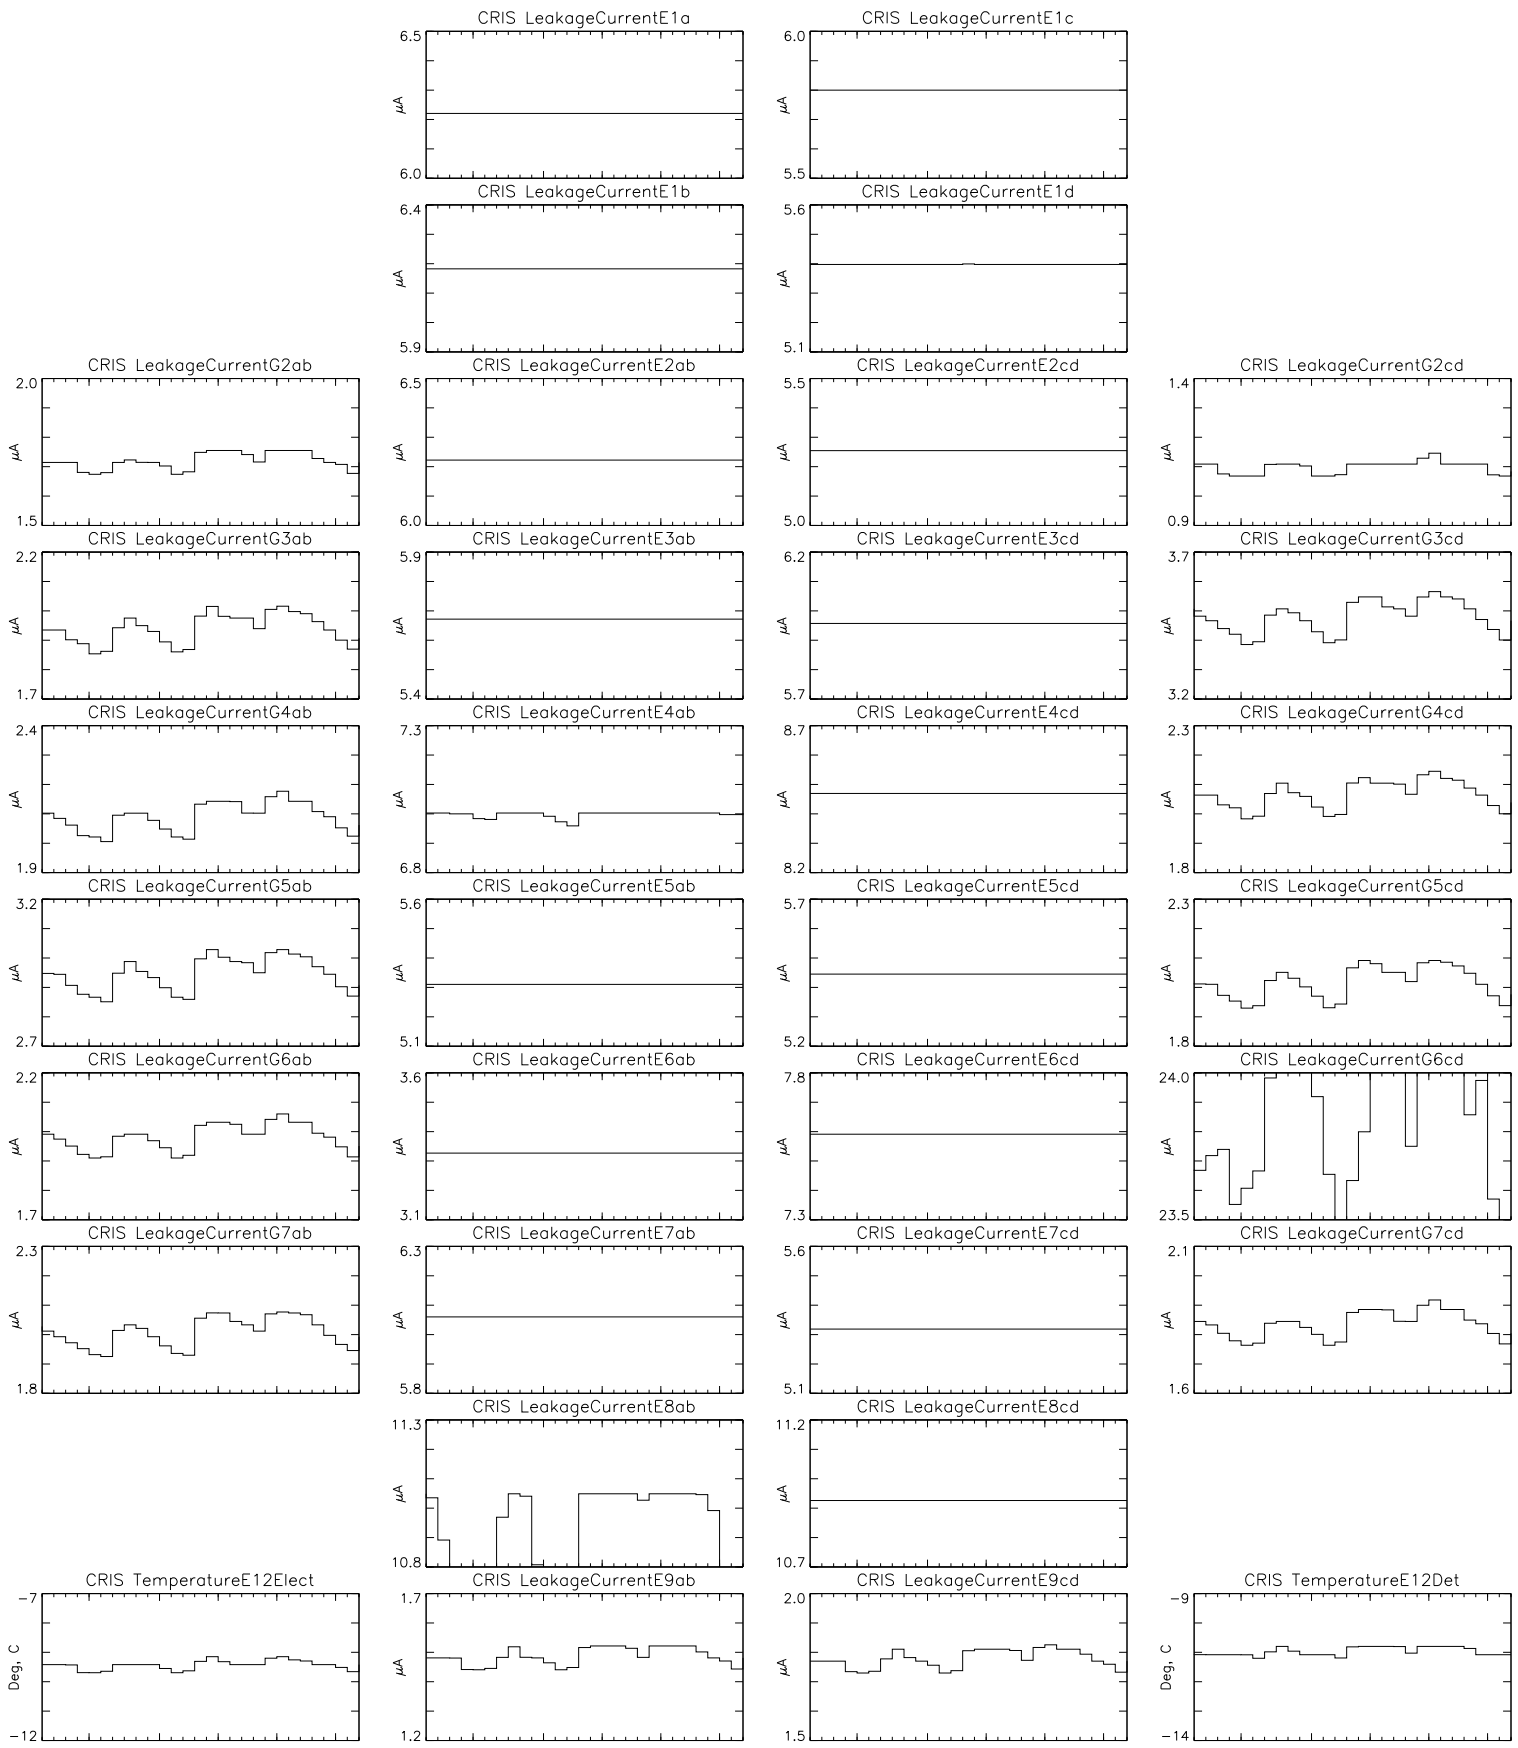 CRIS LeakageCurrentE1a
CRIS LeakageCurrentE1c
6.5
μA
6.0
6.0
μA
5.5
CRIS LeakageCurrentE1b
CRIS LeakageCurrentE1d
6.4
μA
5.9
5.6
μA
5.1
CRIS LeakageCurrentG2ab
CRIS LeakageCurrentE2ab
CRIS LeakageCurrentE2cd
CRIS LeakageCurrentG2cd
2.0
μA
1.5
6.5
μA
6.0
5.5
μA
5.0
1.4
μA
0.9
CRIS LeakageCurrentG3ab
CRIS LeakageCurrentE3ab
CRIS LeakageCurrentE3cd
CRIS LeakageCurrentG3cd
2.2
μA
1.7
5.9
μA
5.4
6.2
μA
5.7
3.7
μA
3.2
CRIS LeakageCurrentG4ab
CRIS LeakageCurrentE4ab
CRIS LeakageCurrentE4cd
CRIS LeakageCurrentG4cd
2.4
μA
1.9
7.3
μA
6.8
8.7
μA
8.2
2.3
μA
1.8
CRIS LeakageCurrentG5ab
CRIS LeakageCurrentE5ab
CRIS LeakageCurrentE5cd
CRIS LeakageCurrentG5cd
3.2
μA
2.7
5.6
μA
5.1
5.7
μA
5.2
2.3
μA
1.8
CRIS LeakageCurrentG6ab
CRIS LeakageCurrentE6ab
CRIS LeakageCurrentE6cd
CRIS LeakageCurrentG6cd
2.2
μA
1.7
3.6
μA
3.1
7.8
μA
7.3
24.0
μA
23.5
CRIS LeakageCurrentG7ab
CRIS LeakageCurrentE7ab
CRIS LeakageCurrentE7cd
CRIS LeakageCurrentG7cd
2.3
μA
1.8
6.3
μA
5.8
5.6
μA
5.1
2.1
μA
1.6
CRIS LeakageCurrentE8ab
CRIS LeakageCurrentE8cd
11.3
μA
10.8
11.2
μA
10.7
CRIS TemperatureE12Elect
CRIS LeakageCurrentE9ab
CRIS LeakageCurrentE9cd
CRIS TemperatureE12Det
−7
Deg, C
−12
1.7
μA
1.2
2.0
μA
1.5
−9
Deg, C
−14